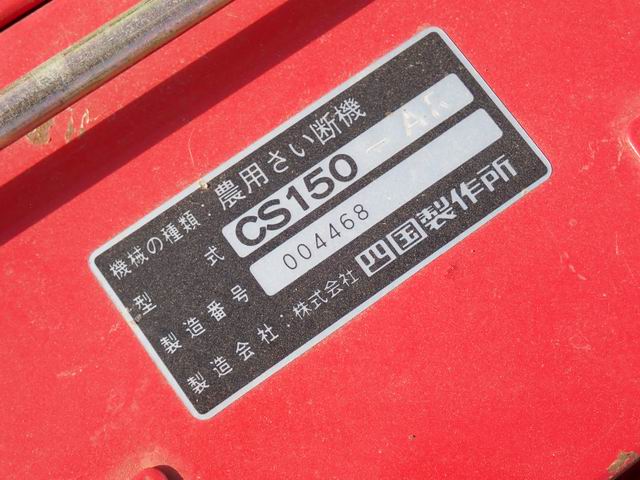 機械の種類：農用さい断機
型式 CS150-AR
製造番号 004468
製造会社：株式会社四国製作所